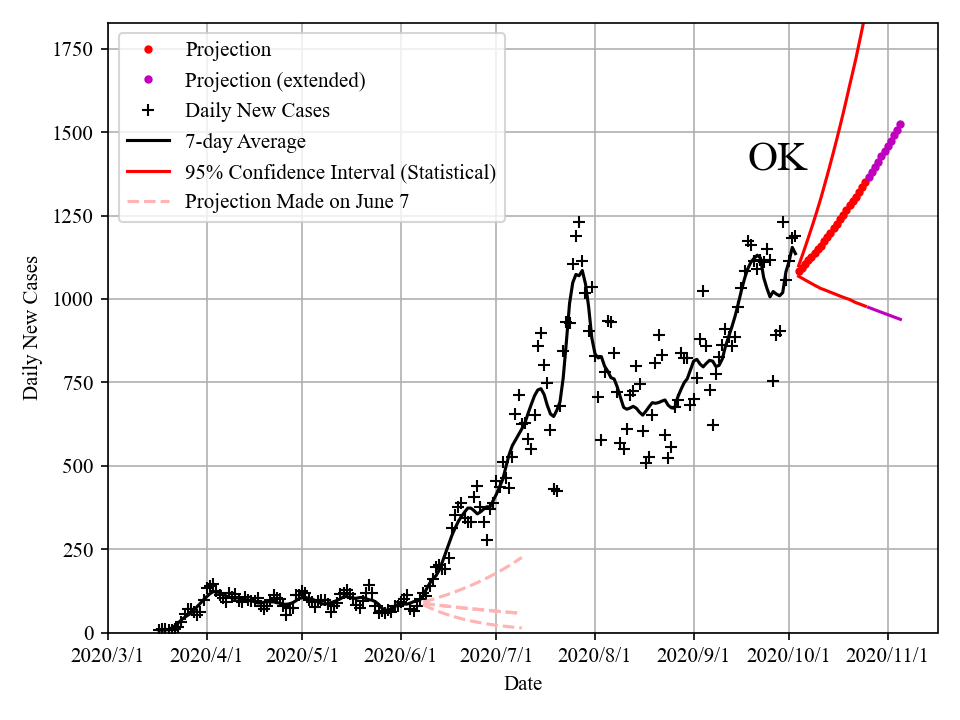 1750
1500
1250
1000
750
500
250
0
Daily New Cases
Projection
Projection (extended)
Daily New Cases
7-day Average
95% Confidence Interval (Statistical)
Projection Made on June 7
OK
2020/3/1 2020/4/1 2020/5/1 2020/6/1 2020/7/1 2020/8/1 2020/9/1 2020/10/1 2020/11/1
Date